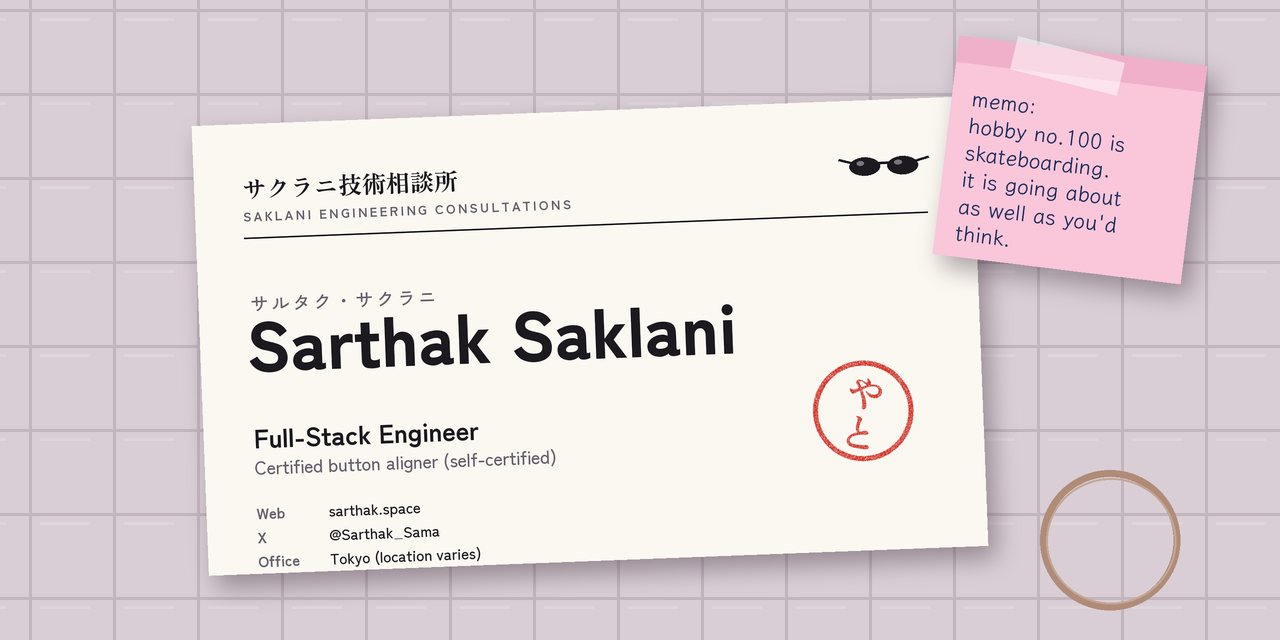 サクラニ技術相談所
SAKLANI ENGINEERING CONSULTATIONS
サルタク・サクラニ
Sarthak Saklani
Full-Stack Engineer
Certified button aligner (self-certified)
Web sarthak.space
X @Sarthak_Sama
Office Tokyo (location varies)
やと
memo:
hobby no.100 is
skateboarding.
it is going about
as well as you'd
think.